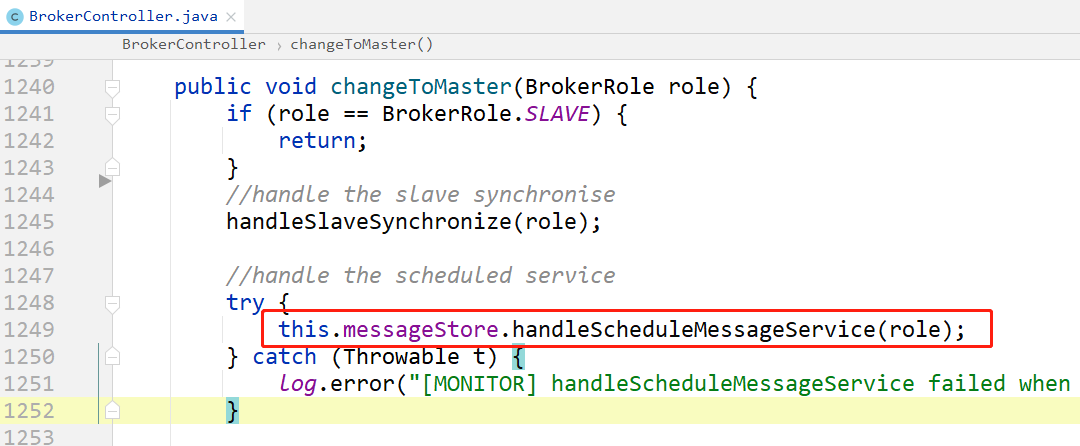 BrokerController.java
BrokerController › changeToMaster()
1239
1240 public void changeToMaster(BrokerRole role) {
1241 if (role == BrokerRole.SLAVE) {
1242 return;
1243 }
1244 //handle the slave synchronise
1245 handleSlaveSynchronize(role);
1246
1247 //handle the scheduled service
1248 try {
1249 this.messageStore.handleScheduleMessageService(role);
1250 } catch (Throwable t) {
1251 log.error("[MONITOR] handleScheduleMessageService failed when
1252 }
1253